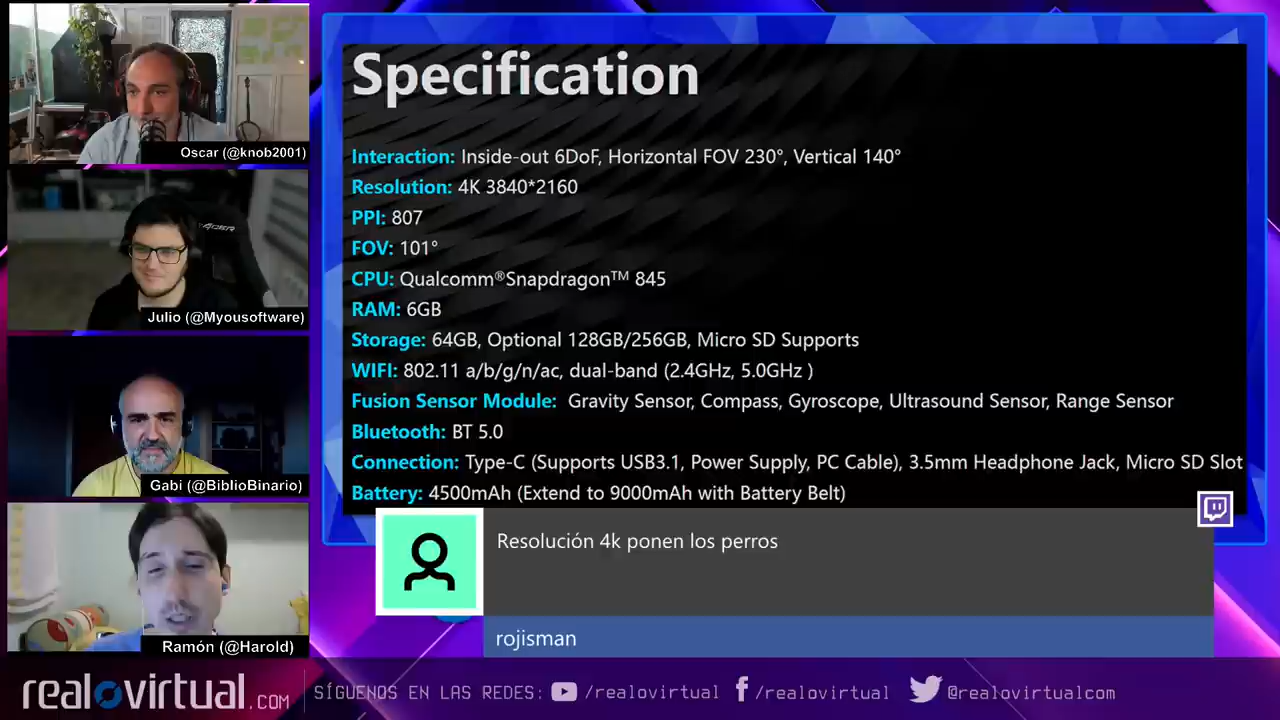 Oscar (@knob2001)
Julio (@Myousoftware)
Gabi (@BiblioBinario)
Ramón (@Harold)
Specification
Interaction: Inside-out 6DoF, Horizontal FOV 230°, Vertical 140°
Resolution: 4K 3840*2160
PPI: 807
FOV: 101°
CPU: Qualcomm®Snapdragon™ 845
RAM: 6GB
Storage: 64GB, Optional 128GB/256GB, Micro SD Supports
WIFI: 802.11 a/b/g/n/ac, dual-band (2.4GHz, 5.0GHz )
Fusion Sensor Module: Gravity Sensor, Compass, Gyroscope, Ultrasound Sensor, Range Sensor
Bluetooth: BT 5.0
Connection: Type-C (Supports USB3.1, Power Supply, PC Cable), 3.5mm Headphone Jack, Micro SD Slot
Battery: 4500mAh (Extend to 9000mAh with Battery Belt)
Resolución 4k ponen los perros
rojisman
realovirtual.com
SÍGUENOS EN LAS REDES: /realovirtual /realovirtual @realovirtualcom